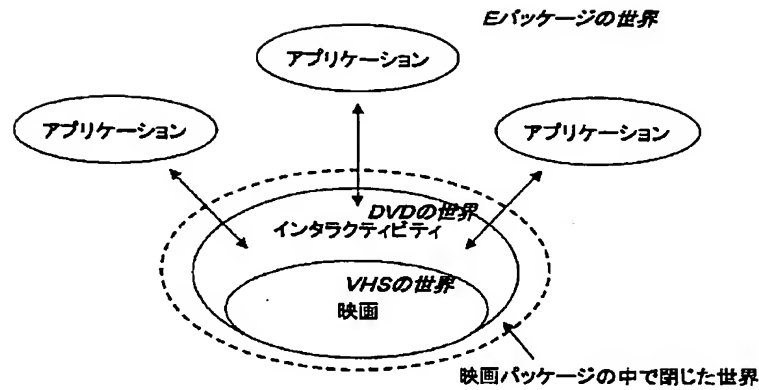 Eパッケージの世界
アプリケーション
アプリケーション
アプリケーション
DVDの世界
インタラクティビティ
VHSの世界
映画
映画パッケージの中で閉じた世界